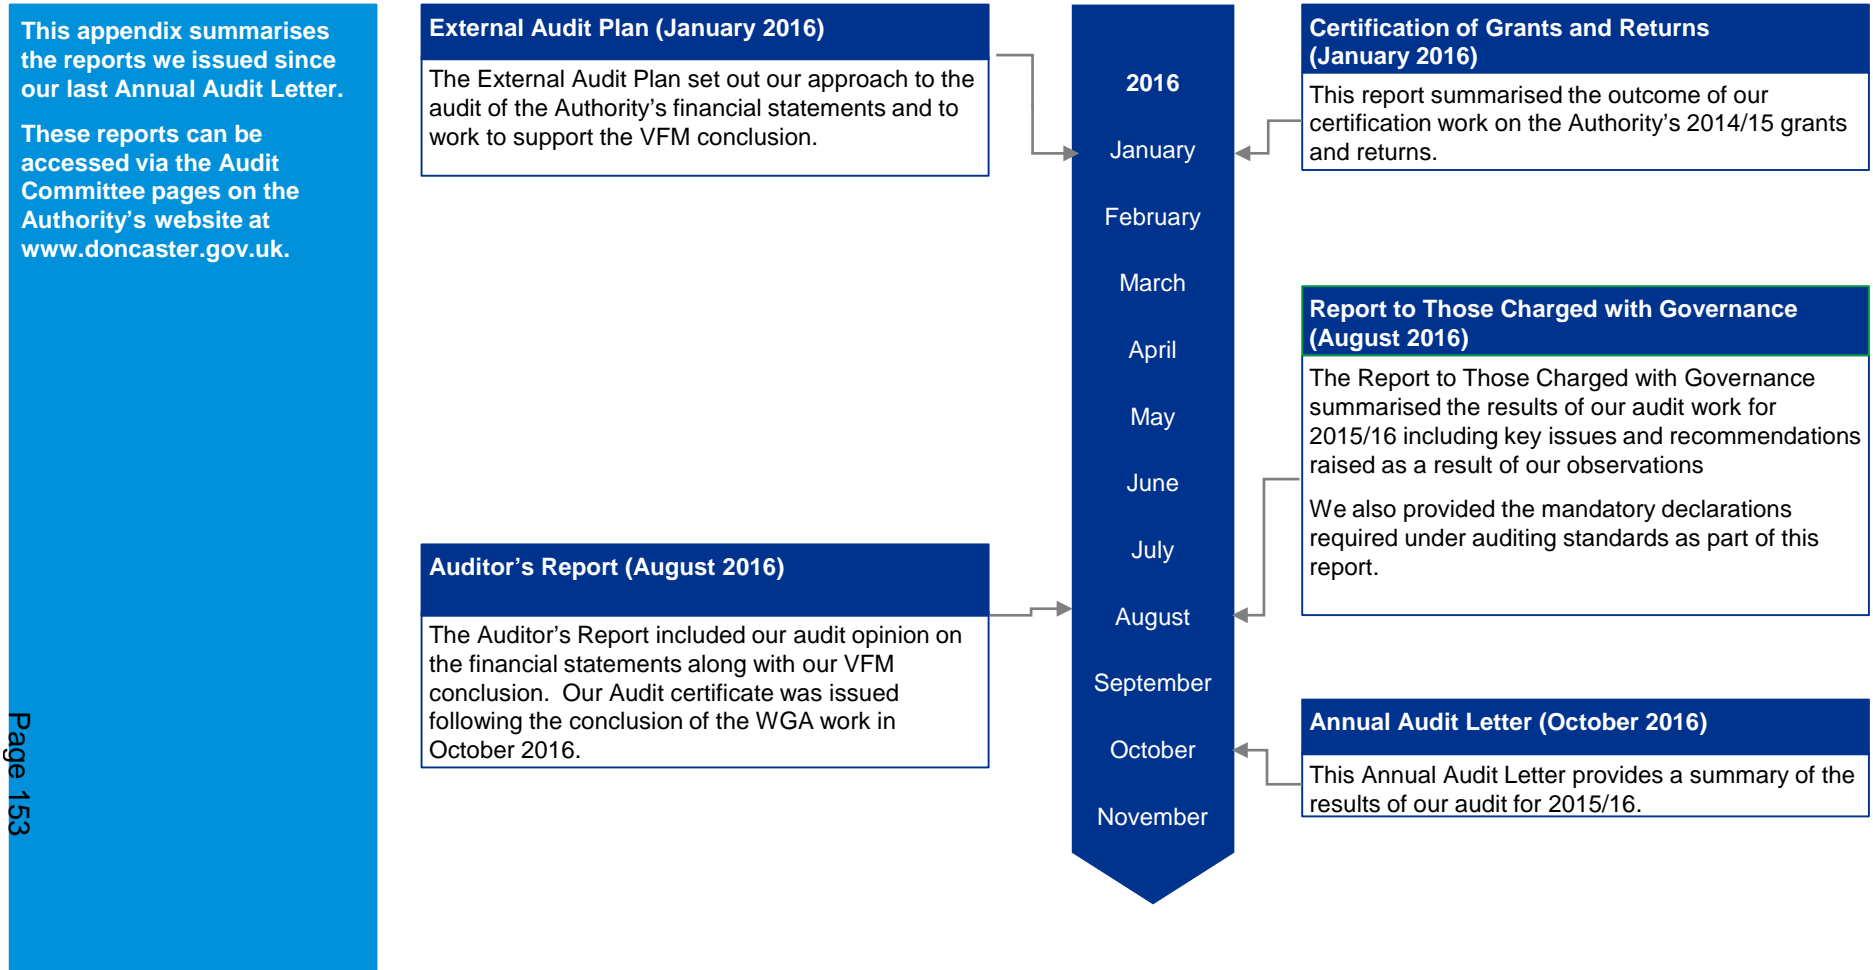 This appendix summarises
the reports we issued since
our last Annual Audit Letter.
These reports can be
accessed via the Audit
Committee pages on the
Authority’s website at
www.doncaster.gov.uk.
External Audit Plan (January 2016)
The External Audit Plan set out our approach to the
audit of the Authority’s financial statements and to
work to support the VFM conclusion.
Auditor’s Report (August 2016)
The Auditor’s Report included our audit opinion on
the financial statements along with our VFM
conclusion.  Our Audit certificate was issued
following the conclusion of the WGA work in
October 2016.
2016
January
February
March
April
May
June
July
August
September
October
November
Certification of Grants and Returns
(January 2016)
This report summarised the outcome of our
certification work on the Authority’s 2014/15 grants
and returns.
Report to Those Charged with Governance
(August 2016)
The Report to Those Charged with Governance
summarised the results of our audit work for
2015/16 including key issues and recommendations
raised as a result of our observations
We also provided the mandatory declarations
required under auditing standards as part of this
report.
Annual Audit Letter (October 2016)
This Annual Audit Letter provides a summary of the
results of our audit for 2015/16.
Page 153